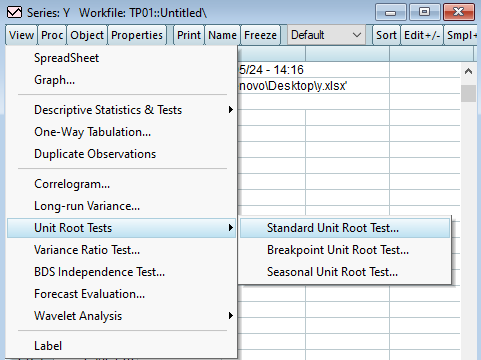 Series: Y   Workfile: TP01::Untitled\
View Proc Object Properties Print Name Freeze Default Sort Edit+/- Smpl+
SpreadSheet
5/24 - 14:16
Graph...
novo\Desktop\y.xlsx'
Descriptive Statistics & Tests
One-Way Tabulation...
Duplicate Observations
Correlogram...
Long-run Variance...
Unit Root Tests
Standard Unit Root Test...
Variance Ratio Test...
Breakpoint Unit Root Test...
BDS Independence Test...
Seasonal Unit Root Test...
Forecast Evaluation...
Wavelet Analysis
Label